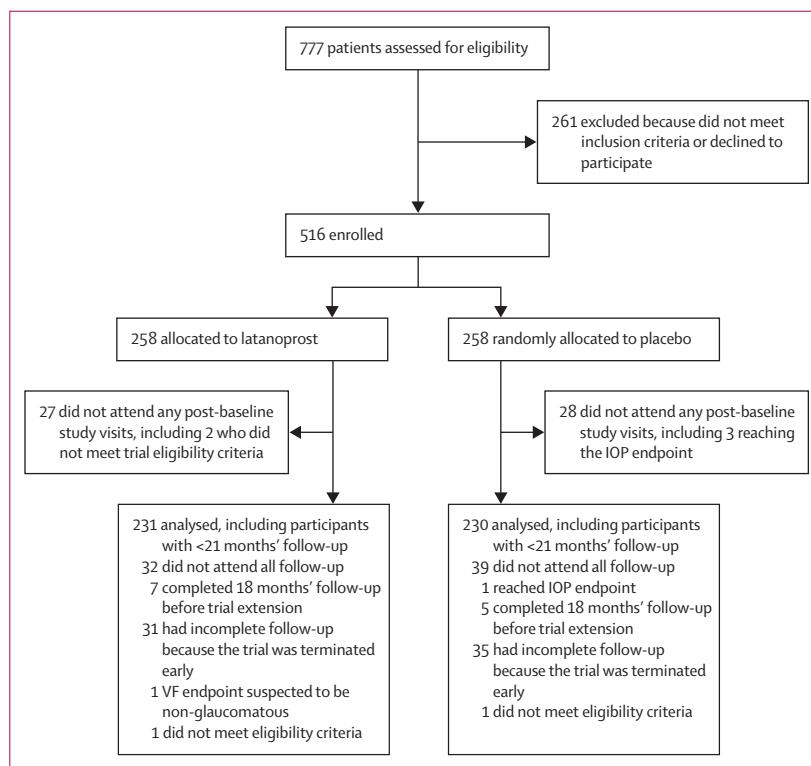 777 patients assessed for eligibility
261 excluded because did not meet
inclusion criteria or declined to
participate
516 enrolled
258 allocated to latanoprost
258 randomly allocated to placebo
27 did not attend any post-baseline
study visits, including 2 who did
not meet trial eligibility criteria
28 did not attend any post-baseline
study visits, including 3 reaching
the IOP endpoint
231 analysed, including participants
with <21 months’ follow-up
32 did not attend all follow-up
7 completed 18 months’ follow-up
before trial extension
31 had incomplete follow-up
because the trial was terminated
early
1 VF endpoint suspected to be
non-glaucomatous
1 did not meet eligibility criteria
230 analysed, including participants
with <21 months’ follow-up
39 did not attend all follow-up
1 reached IOP endpoint
5 completed 18 months’ follow-up
before trial extension
35 had incomplete follow-up
because the trial was terminated
early
1 did not meet eligibility criteria